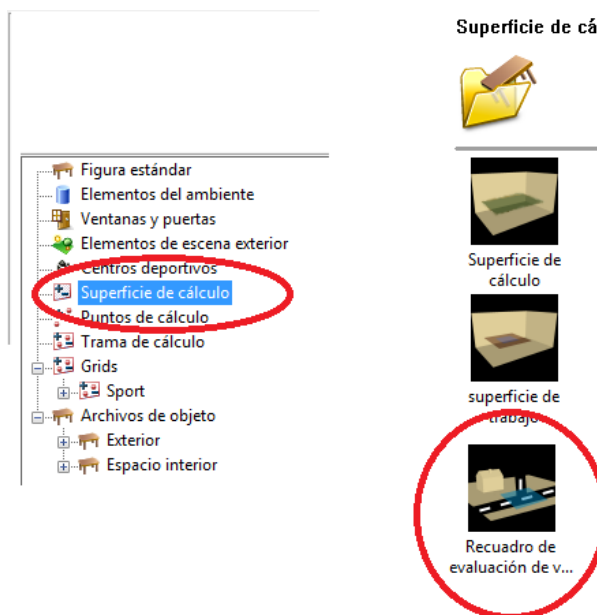 Superficie de cá
Figura estándar
Elementos del ambiente
Ventanas y puertas
Elementos de escena exterior
Centros deportivos
Superficie de cálculo
Puntos de cálculo
Trama de cálculo
Grids
Sport
Archivos de objeto
Exterior
Espacio interior
Superficie de
cálculo
superficie de
trabajo
Recuadro de
evaluación de v...